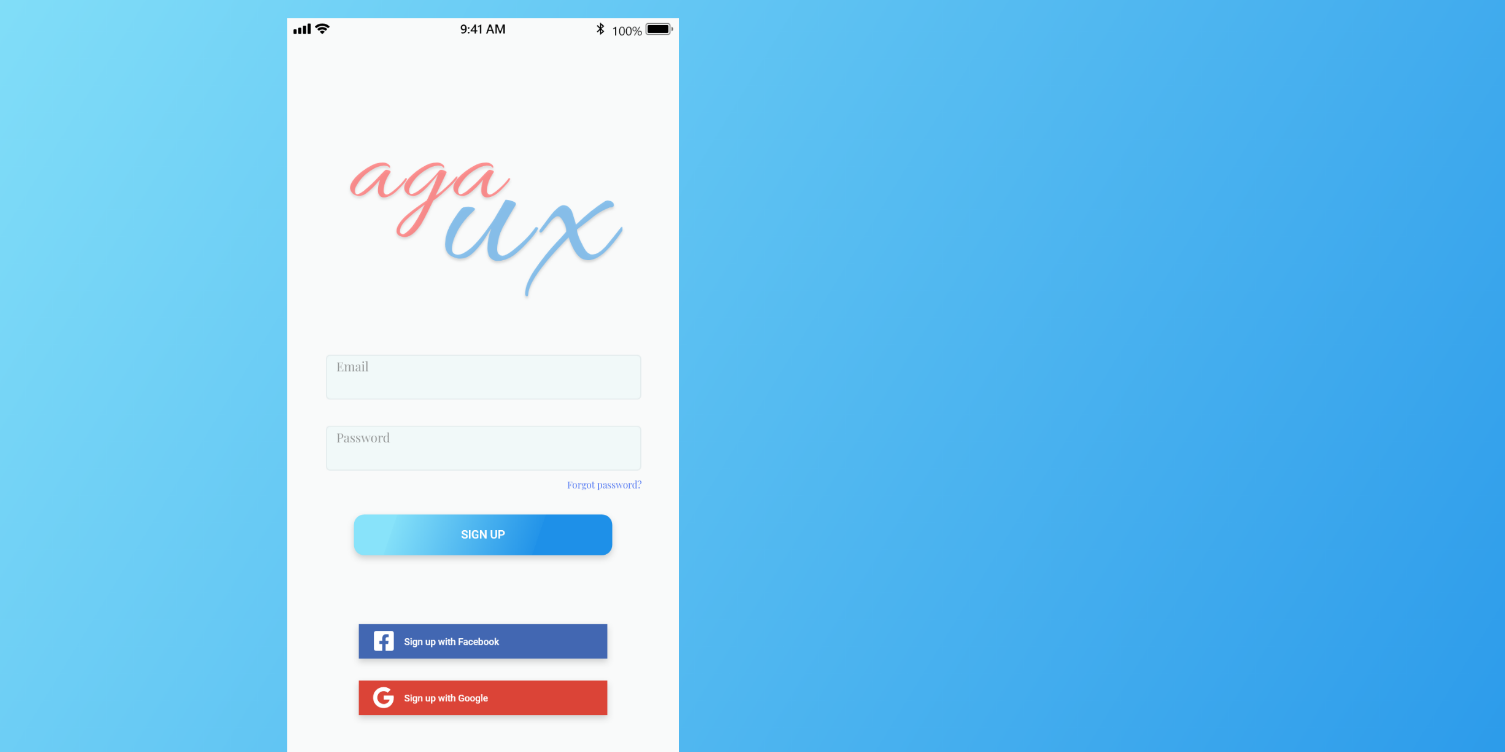 9:41 AM 100%
aga
ux
Email
Password
Forgot password?
SIGN UP
Sign up with Facebook
Sign up with Google